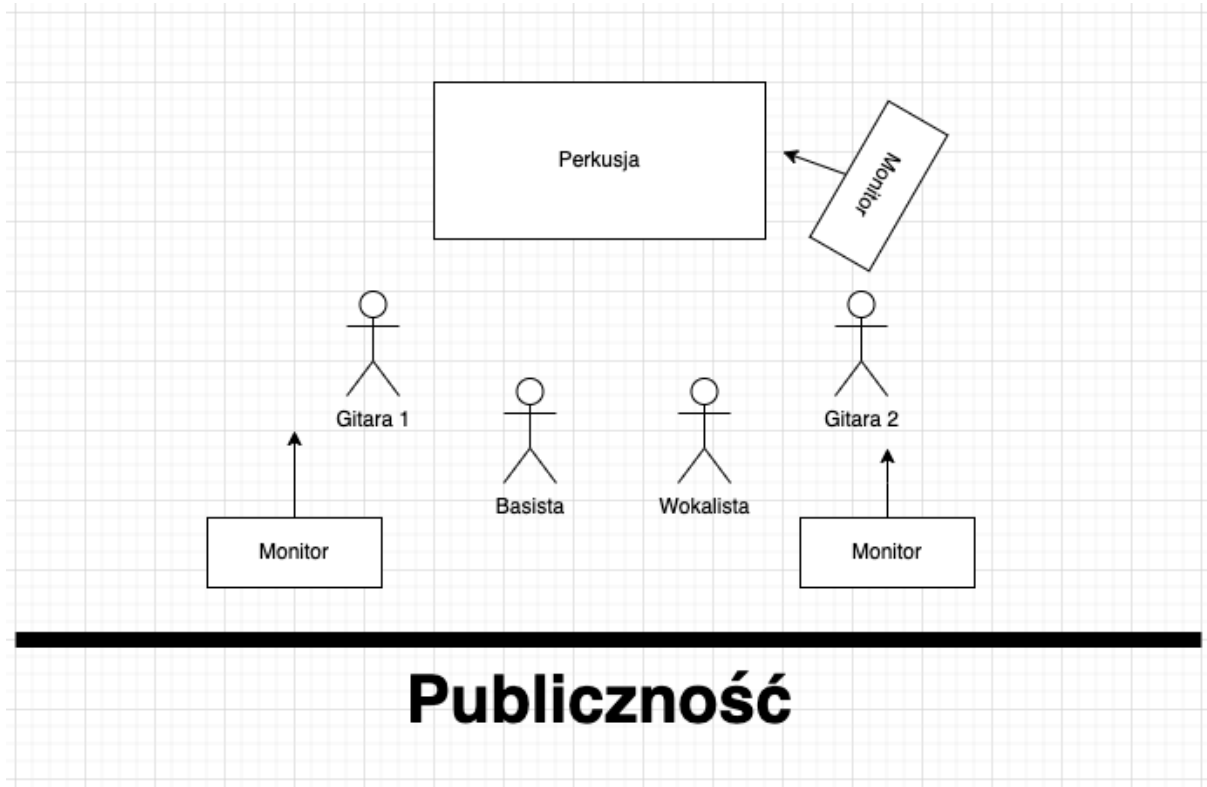 Perkusja
Monitor
Gitara 1
Gitara 2
Basista
Wokalista
Monitor
Monitor
Publiczność